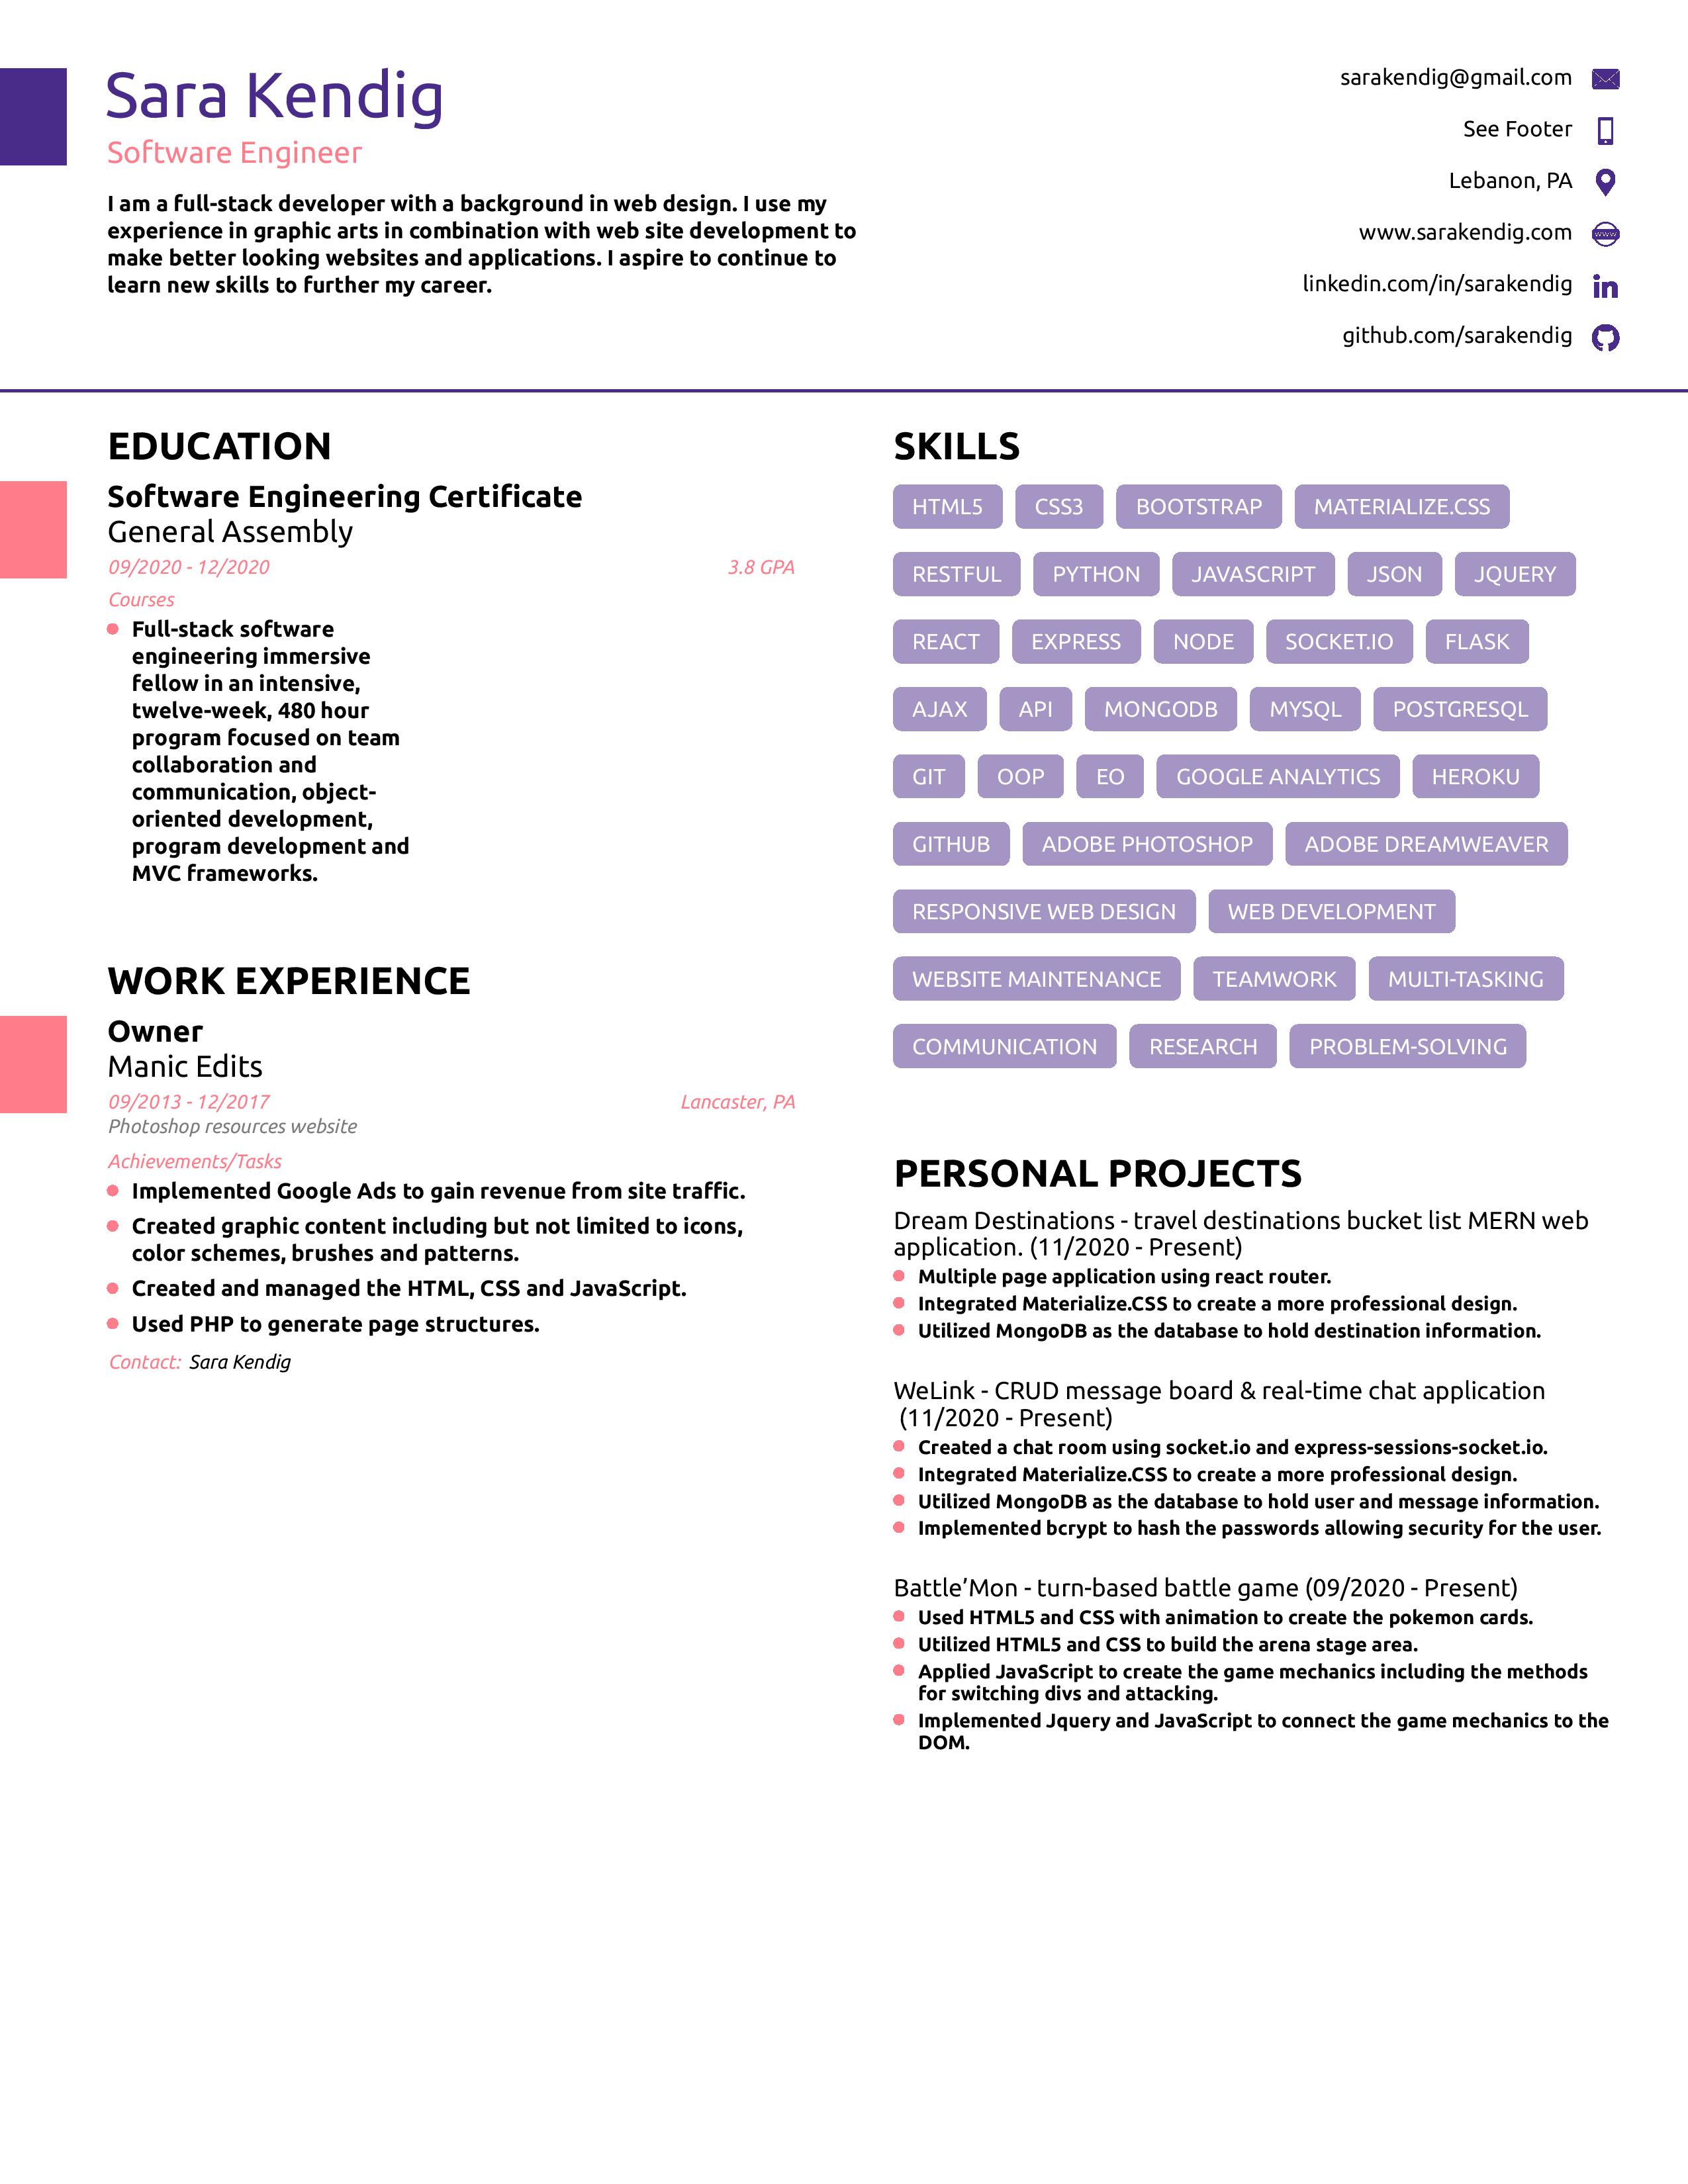 Sara Kendig
Software Engineer
I am a full-stack developer with a background in web design. I use my
experience in graphic arts in combination with web site development to
make better looking websites and applications. I aspire to continue to
learn new skills to further my career.
sarakendig@gmail.com
See Footer
Lebanon, PA
www.sarakendig.com
linkedin.com/in/sarakendig
github.com/sarakendig
EDUCATION
Software Engineering Certificate
General Assembly
09/2020 - 12/2020 3.8 GPA
Courses
Full-stack software
engineering immersive
fellow in an intensive,
twelve-week, 480 hour
program focused on team
collaboration and
communication, object-
oriented development,
program development and
MVC frameworks.
WORK EXPERIENCE
Owner
Manic Edits
09/2013 - 12/2017 Lancaster, PA
Photoshop resources website
Achievements/Tasks
Implemented Google Ads to gain revenue from site traffic.
Created graphic content including but not limited to icons,
color schemes, brushes and patterns.
Created and managed the HTML, CSS and JavaScript.
Used PHP to generate page structures.
Contact: Sara Kendig
SKILLS
HTML5 CSS3 BOOTSTRAP MATERIALIZE.CSS
RESTFUL PYTHON JAVASCRIPT JSON JQUERY
REACT EXPRESS NODE SOCKET.IO FLASK
AJAX API MONGODB MYSQL POSTGRESQL
GIT OOP EO GOOGLE ANALYTICS HEROKU
GITHUB ADOBE PHOTOSHOP ADOBE DREAMWEAVER
RESPONSIVE WEB DESIGN WEB DEVELOPMENT
WEBSITE MAINTENANCE TEAMWORK MULTI-TASKING
COMMUNICATION RESEARCH PROBLEM-SOLVING
PERSONAL PROJECTS
Dream Destinations - travel destinations bucket list MERN web
application. (11/2020 - Present)
Multiple page application using react router.
Integrated Materialize.CSS to create a more professional design.
Utilized MongoDB as the database to hold destination information.
WeLink - CRUD message board & real-time chat application
(11/2020 - Present)
Created a chat room using socket.io and express-sessions-socket.io.
Integrated Materialize.CSS to create a more professional design.
Utilized MongoDB as the database to hold user and message information.
Implemented bcrypt to hash the passwords allowing security for the user.
Battle’Mon - turn-based battle game (09/2020 - Present)
Used HTML5 and CSS with animation to create the pokemon cards.
Utilized HTML5 and CSS to build the arena stage area.
Applied JavaScript to create the game mechanics including the methods
for switching divs and attacking.
Implemented Jquery and JavaScript to connect the game mechanics to the
DOM.